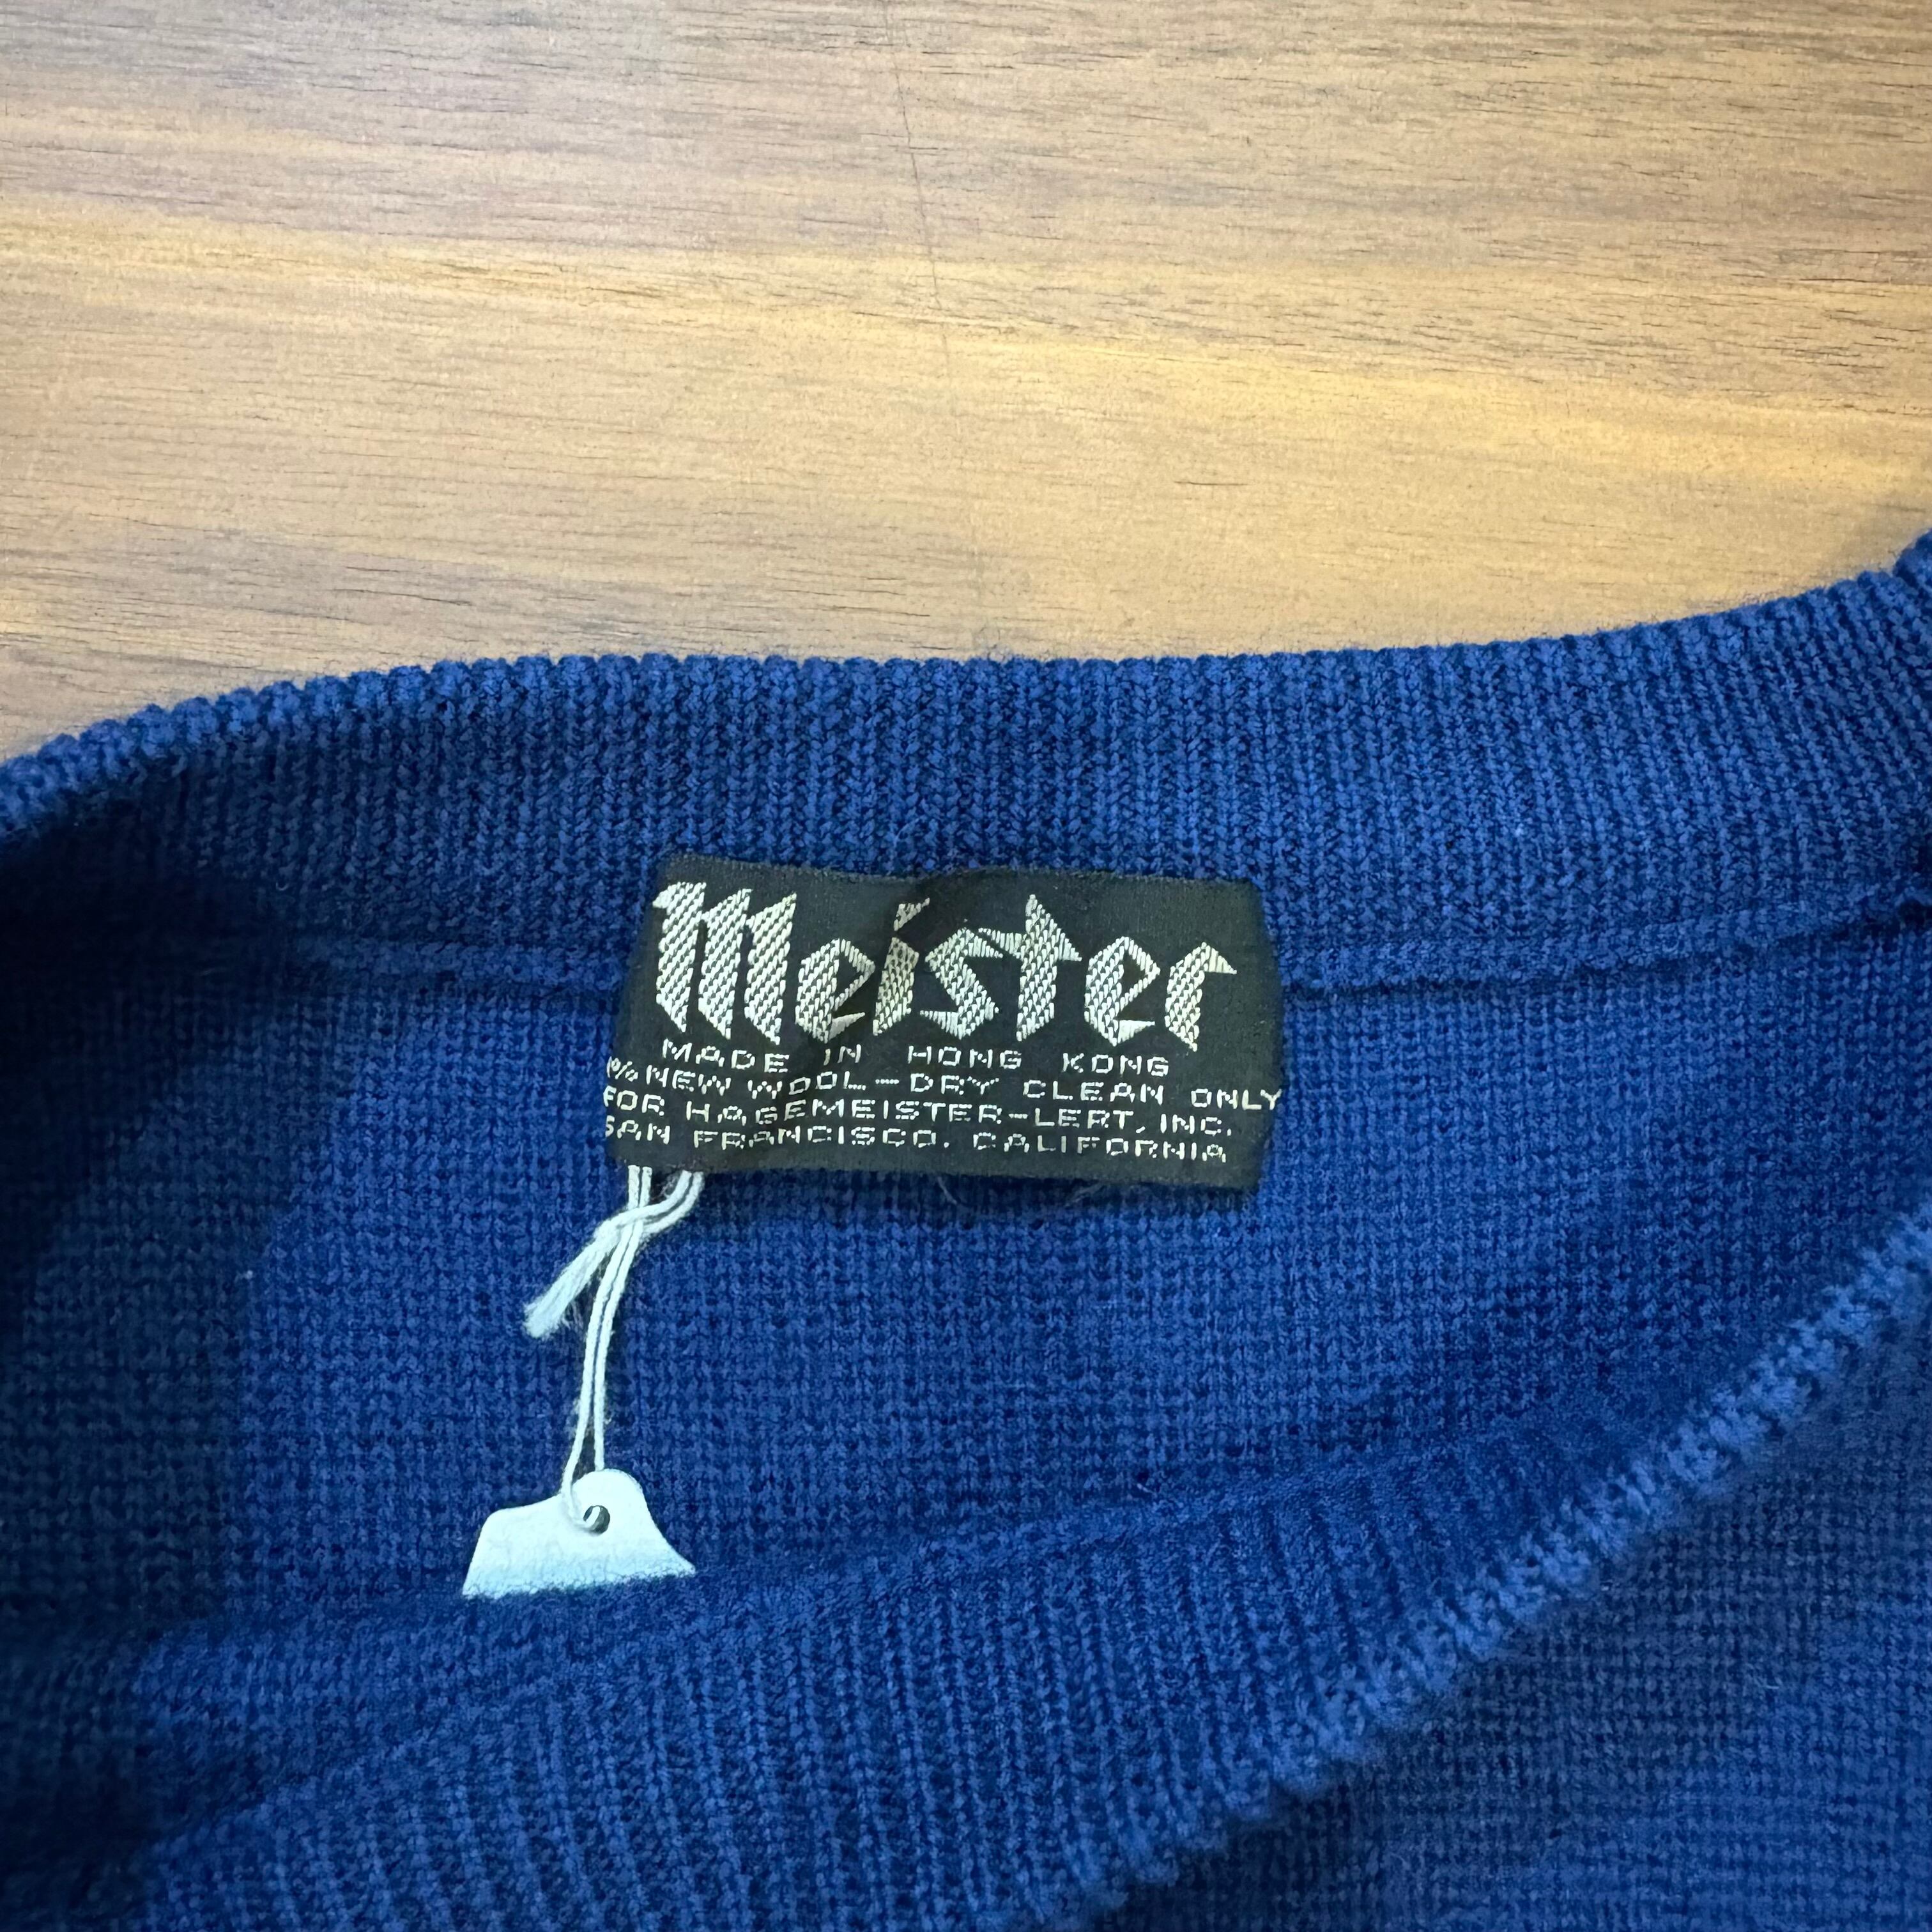 Meister
MADE IN HONG KONG
% NEW WOOL-DRY CLEAN ONLY
FOR HAGEMEISTER-LERT, INC.
SAN FRANCISCO. CALIFORNIA